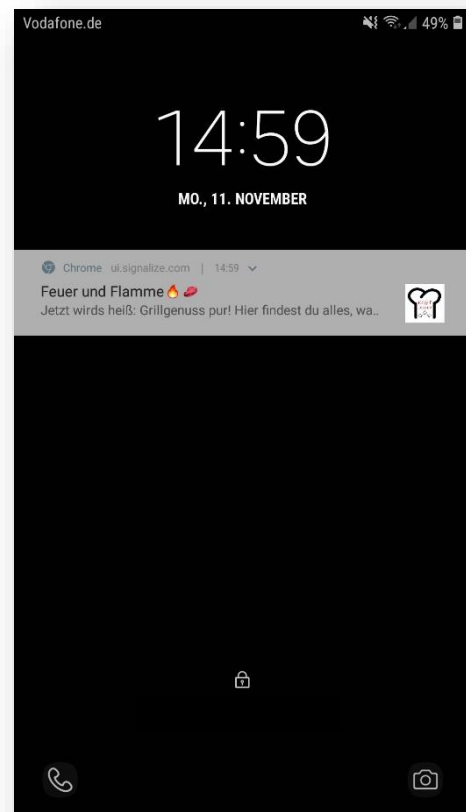 Vodafone.de 49%
14:59
MO., 11. NOVEMBER
Chrome ui.signalize.com | 14:59
Feuer und Flamme🔥🥩
Jetzt wirds heiß: Grillgenuss pur! Hier findest du alles, wa..